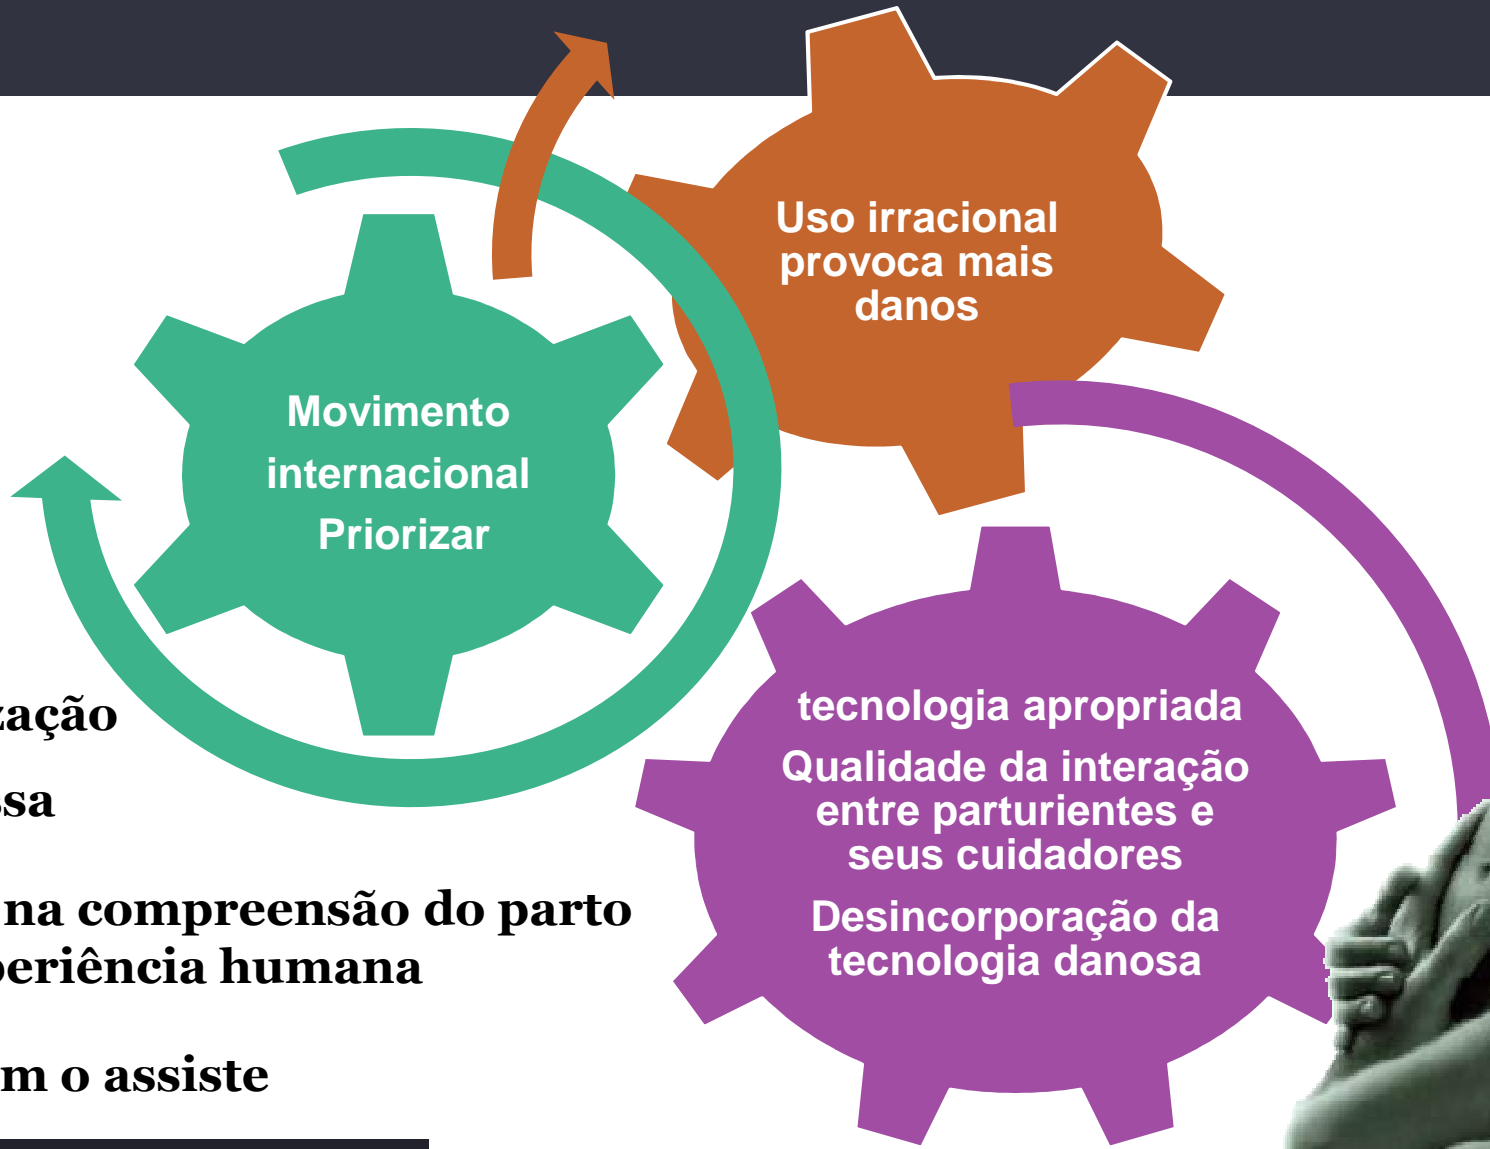 Uso irracional
provoca mais
danos
Movimento
internacional
Priorizar
tecnologia apropriada
Qualidade da interação
entre parturientes e
seus cuidadores
Desincorporação da
tecnologia danosa
zação
ssa
na compreensão do parto
periência humana
m o assiste